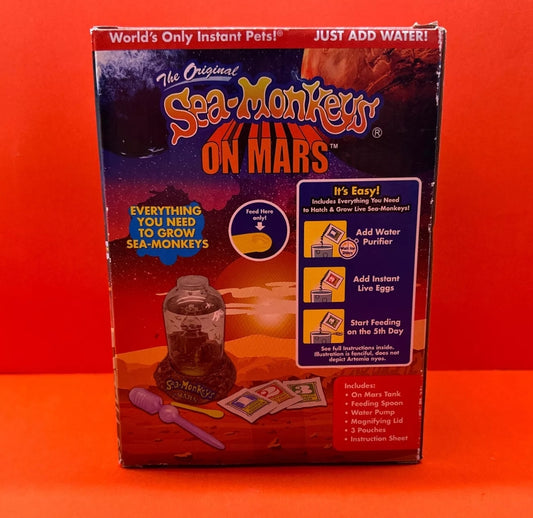 World's Only Instant Pets!® JUST ADD WATER!
The Original
Sea-Monkeys®
ON MARS™
EVERYTHING
YOU NEED
TO GROW
SEA-MONKEYS
Feed Here
only!
It's Easy!
Includes Everything You Need
to Hatch & Grow Live Sea-Monkeys!
Add Water
Purifier
Add Instant
Live Eggs
Start Feeding
on the 5th Day
See full Instructions inside.
Illustration is fanciful, does not
depict Artemia nyos.
Sea-Monkeys
MARS
1
2
3
Includes:
• On Mars Tank
• Feeding Spoon
• Water Pump
• Magnifying Lid
• 3 Pouches
• Instruction Sheet